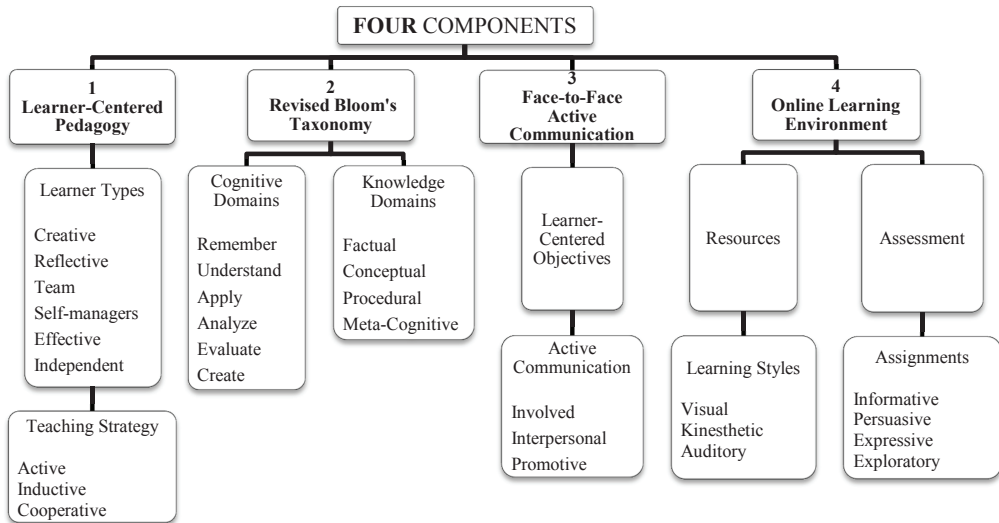 FOUR COMPONENTS
1
Learner-Centered
Pedagogy
2
Revised Bloom's
Taxonomy
3
Face-to-Face
Active
Communication
4
Online Learning
Environment
Learner Types
Creative
Reflective
Team
Self-managers
Effective
Independent
Teaching Strategy
Active
Inductive
Cooperative
Cognitive
Domains
Remember
Understand
Apply
Analyze
Evaluate
Create
Knowledge
Domains
Factual
Conceptual
Procedural
Meta-Cognitive
Learner-
Centered
Objectives
Active
Communication
Involved
Interpersonal
Promotive
Resources
Learning Styles
Visual
Kinesthetic
Auditory
Assessment
Assignments
Informative
Persuasive
Expressive
Exploratory